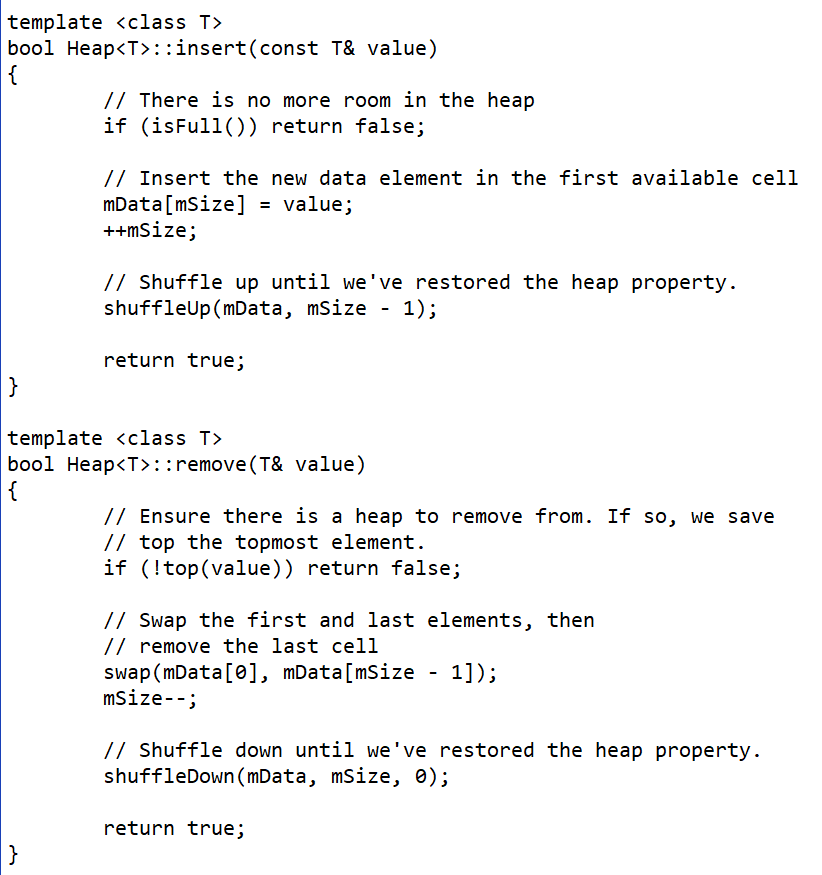 template <class T>
bool Heap<T>::insert(const T& value)
{
        // There is no more room in the heap
        if (isFull()) return false;

        // Insert the new data element in the first available cell
        mData[mSize] = value;
        ++mSize;

        // Shuffle up until we've restored the heap property.
        shuffleUp(mData, mSize - 1);

        return true;
}

template <class T>
bool Heap<T>::remove(T& value)
{
        // Ensure there is a heap to remove from. If so, we save
        // top the topmost element.
        if (!top(value)) return false;

        // Swap the first and last elements, then
        // remove the last cell
        swap(mData[0], mData[mSize - 1]);
        mSize--;

        // Shuffle down until we've restored the heap property.
        shuffleDown(mData, mSize, 0);

        return true;
}